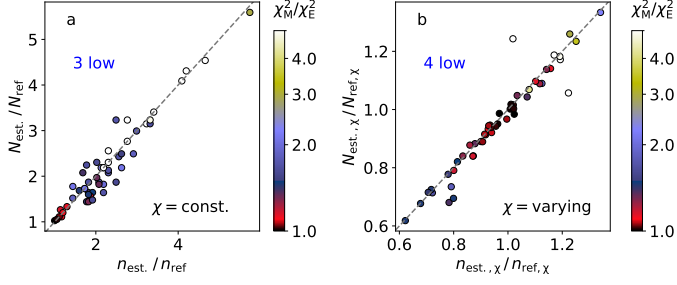 a
3 low
χ = const.
5
4
3
2
1
2
4
N_est. / N_ref
n_est. / n_ref
χ²_M/χ²_E
4.0
3.0
2.0
1.0
b
4 low
χ = varying
1.2
1.0
0.8
0.6
0.6
0.8
1.0
1.2
N_est.,χ / N_ref,χ
n_est.,χ / n_ref,χ
χ²_M/χ²_E
4.0
3.0
2.0
1.0